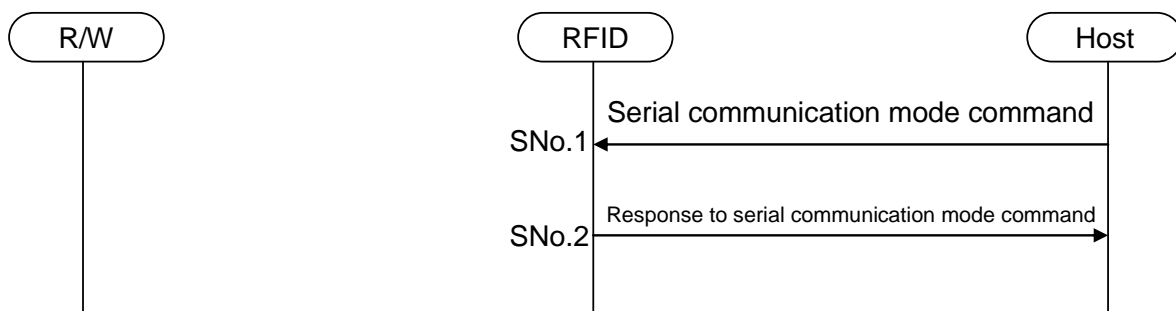 R/W
RFID
Host
Serial communication mode command
SNo.1
Response to serial communication mode command
SNo.2